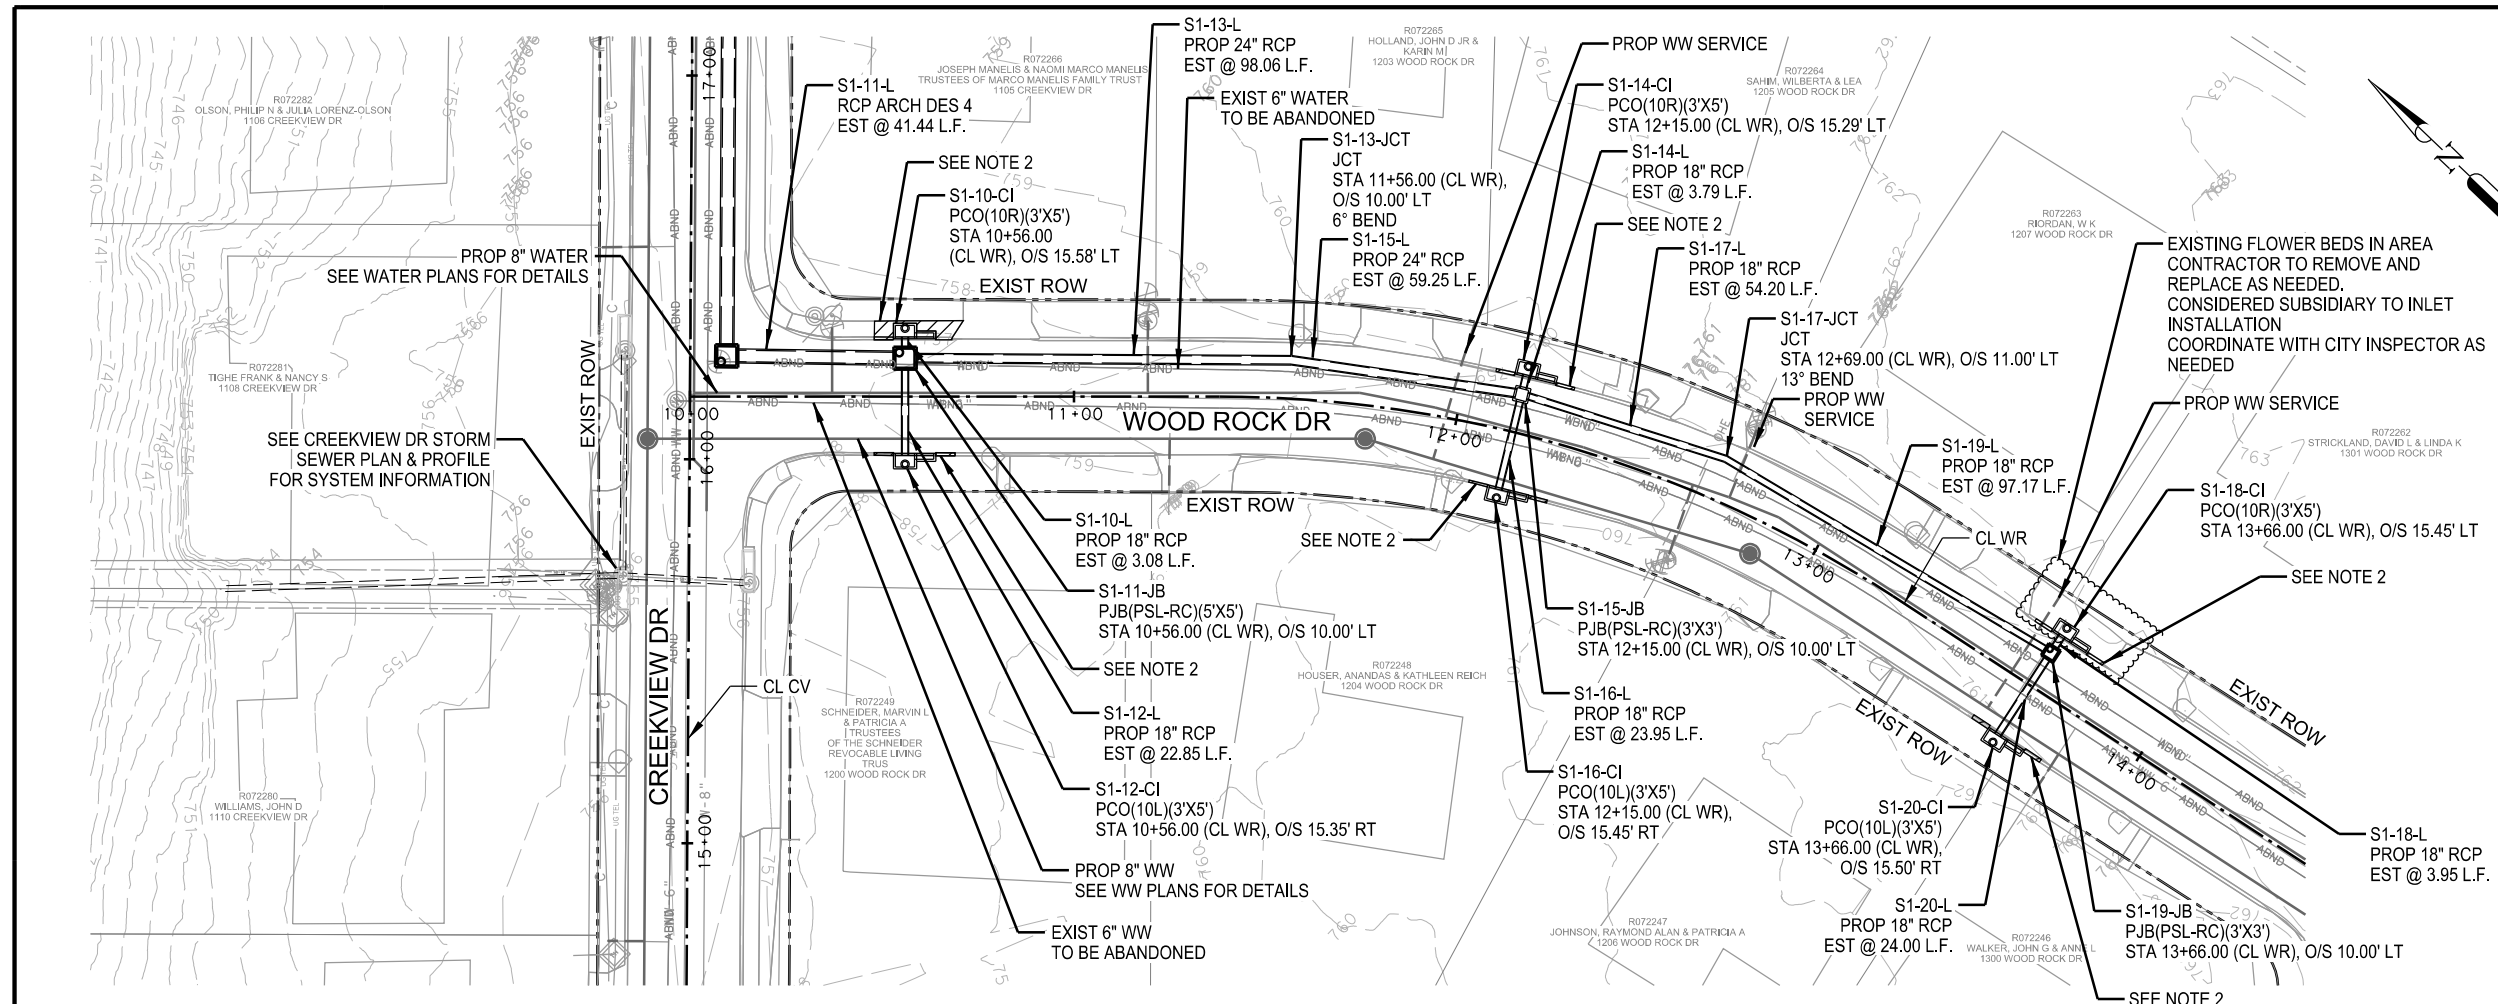 S1-13-L
PROP 24" RCP
EST @ 98.06 L.F.
R072265
HOLLAND, JOHN D JR &
KARIN M
1203 WOOD ROCK DR
PROP WW SERVICE
R072266
JOSEPH MANELIS & NAOMI MARCO MANELIS
TRUSTEES OF MARCO MANELIS FAMILY TRUST
1105 CREEKVIEW DR
R072264
SAHIM, WILBERTA & LEA
1205 WOOD ROCK DR
S1-11-L
RCP ARCH DES 4
EST @ 41.44 L.F.
S1-14-CI
PCO(10R)(3'X5')
STA 12+15.00 (CL WR), O/S 15.29' LT
R072282
OLSON, PHILIP N & JULIA LORENZ-OLSON
1106 CREEKVIEW DR
EXIST 6" WATER
TO BE ABANDONED
SEE NOTE 2
S1-13-JCT
JCT
STA 11+56.00 (CL WR),
O/S 10.00' LT
6° BEND
S1-14-L
PROP 18" RCP
EST @ 3.79 L.F.
S1-10-CI
PCO(10R)(3'X5')
STA 10+56.00
(CL WR), O/S 15.58' LT
SEE NOTE 2
R072263
RIORDAN, W K
1207 WOOD ROCK DR
S1-15-L
PROP 24" RCP
EST @ 59.25 L.F.
S1-17-L
PROP 18" RCP
EST @ 54.20 L.F.
EXISTING FLOWER BEDS IN AREA
CONTRACTOR TO REMOVE AND
REPLACE AS NEEDED.
CONSIDERED SUBSIDIARY TO INLET
INSTALLATION
COORDINATE WITH CITY INSPECTOR AS
NEEDED
N
PROP 8" WATER
SEE WATER PLANS FOR DETAILS
EXIST ROW
S1-17-JCT
JCT
STA 12+69.00 (CL WR), O/S 11.00' LT
13° BEND
PROP WW
SERVICE
PROP WW SERVICE
R072281
TIGHE FRANK & NANCY S
1108 CREEKVIEW DR
EXIST ROW
17+00
10+00
11+00
WOOD ROCK DR
12+00
16+00
R072262
STRICKLAND, DAVID L & LINDA K
1301 WOOD ROCK DR
SEE CREEKVIEW DR STORM
SEWER PLAN & PROFILE
FOR SYSTEM INFORMATION
S1-19-L
PROP 18" RCP
EST @ 97.17 L.F.
S1-18-CI
PCO(10R)(3'X5')
STA 13+66.00 (CL WR), O/S 15.45' LT
EXIST ROW
S1-10-L
PROP 18" RCP
EST @ 3.08 L.F.
SEE NOTE 2
CL WR
13+00
SEE NOTE 2
S1-11-JB
PJB(PSL-RC)(5'X5')
STA 10+56.00 (CL WR), O/S 10.00' LT
S1-15-JB
PJB(PSL-RC)(3'X3')
STA 12+15.00 (CL WR), O/S 10.00' LT
SEE NOTE 2
R072248
HOUSER, ANANDAS & KATHLEEN REICH
1204 WOOD ROCK DR
CREEKVIEW DR
CL CV
R072249
SCHNEIDER, MARVIN L
& PATRICIA A
TRUSTEES
OF THE SCHNEIDER
REVOCABLE LIVING
TRUS
1200 WOOD ROCK DR
S1-12-L
PROP 18" RCP
EST @ 22.85 L.F.
S1-16-L
PROP 18" RCP
EST @ 23.95 L.F.
EXIST ROW
EXIST ROW
14+00
S1-12-CI
PCO(10L)(3'X5')
STA 10+56.00 (CL WR), O/S 15.35' RT
S1-16-CI
PCO(10L)(3'X5')
STA 12+15.00 (CL WR),
O/S 15.45' RT
R072280
WILLIAMS, JOHN D
1110 CREEKVIEW DR
15+00
W-8"
S1-20-CI
PCO(10L)(3'X5')
STA 13+66.00 (CL WR),
O/S 15.50' RT
S1-18-L
PROP 18" RCP
EST @ 3.95 L.F.
PROP 8" WW
SEE WW PLANS FOR DETAILS
S1-20-L
PROP 18" RCP
EST @ 24.00 L.F.
S1-19-JB
PJB(PSL-RC)(3'X3')
STA 13+66.00 (CL WR), O/S 10.00' LT
EXIST 6" WW
TO BE ABANDONED
R072247
JOHNSON, RAYMOND ALAN & PATRICIA A
1206 WOOD ROCK DR
R072246
WALKER, JOHN G & ANNE L
1300 WOOD ROCK DR
SEE NOTE 2